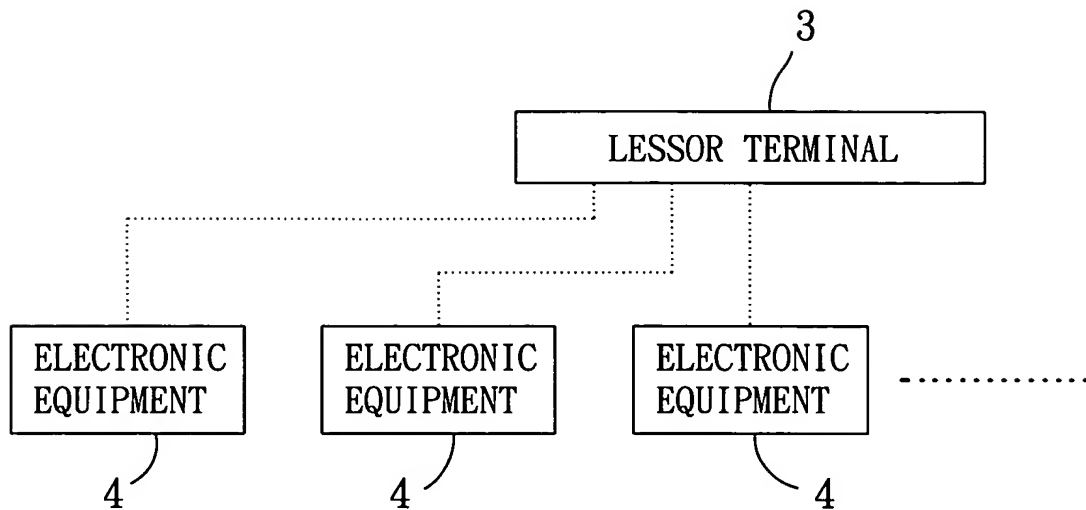 3
LESSOR TERMINAL
ELECTRONIC
EQUIPMENT
ELECTRONIC
EQUIPMENT
ELECTRONIC
EQUIPMENT
4
4
4